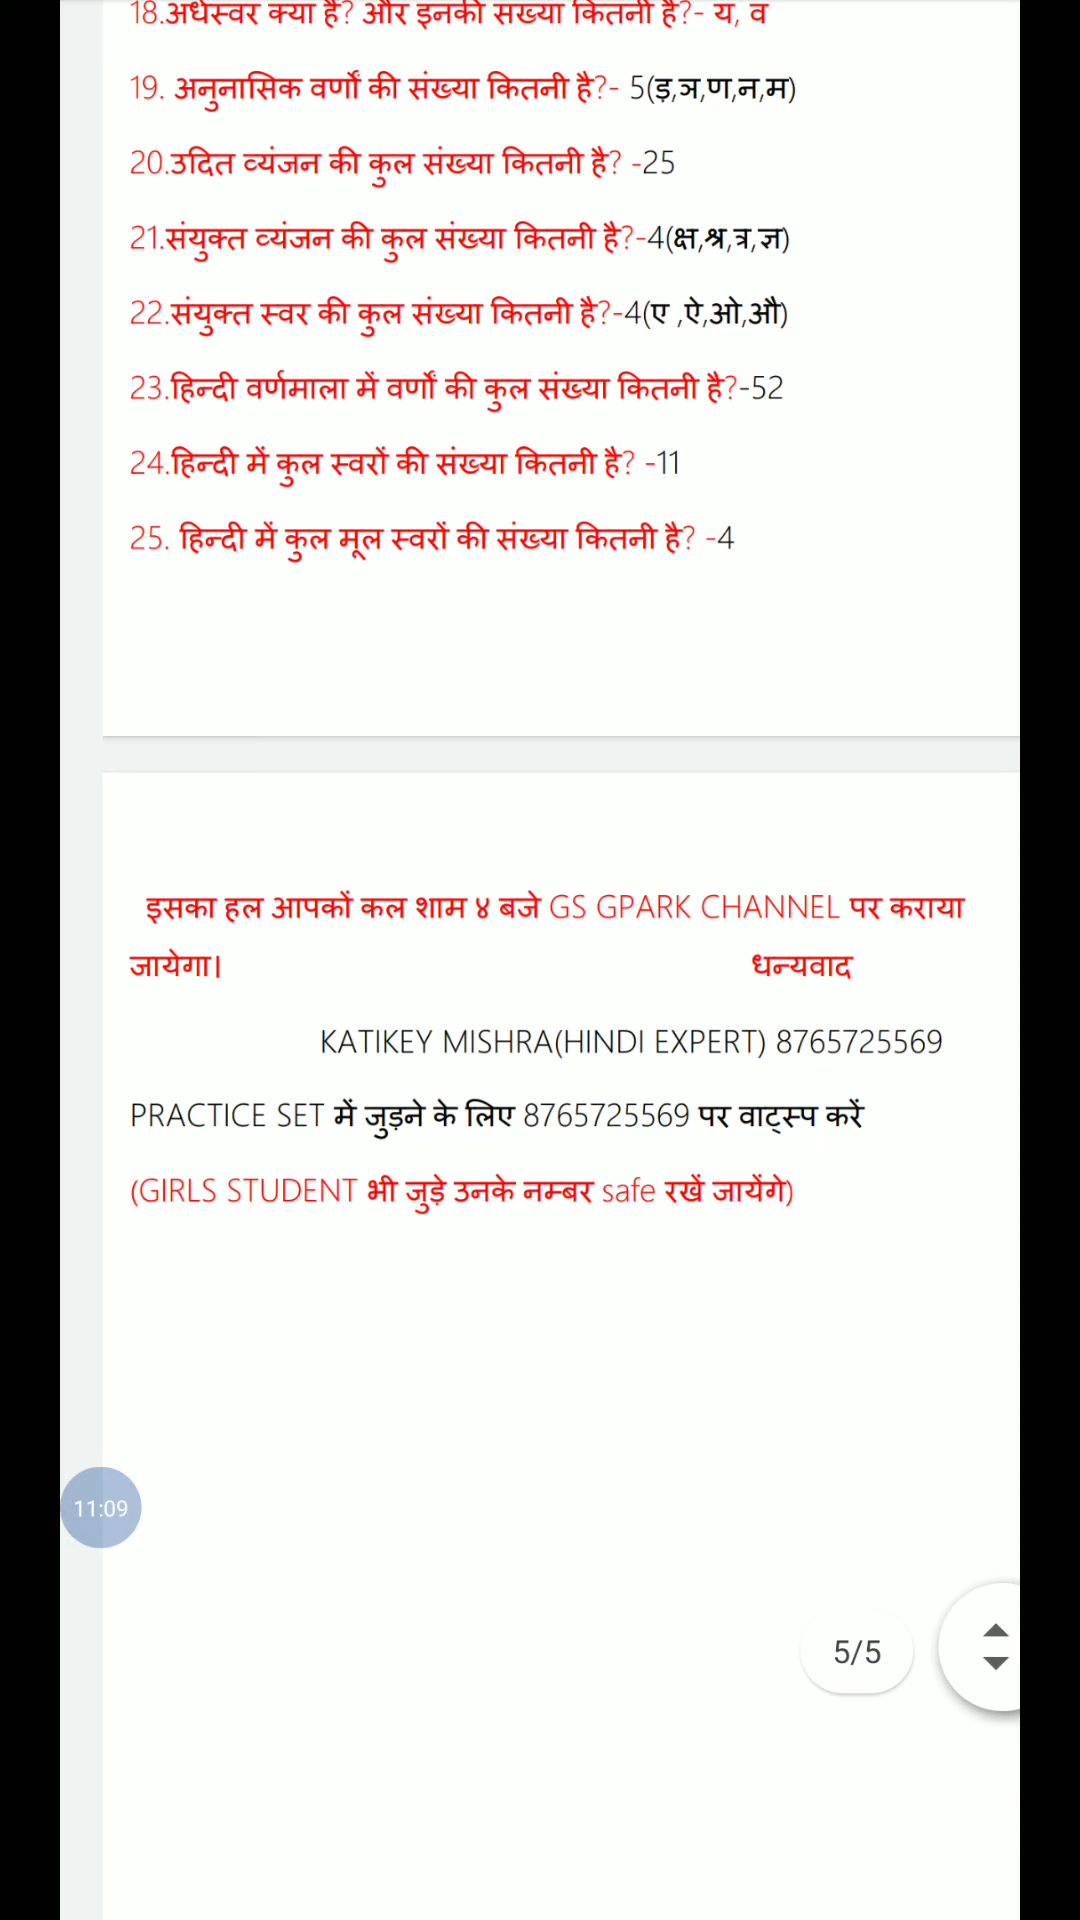 18.अर्धस्वर क्या है? और इनकी संख्या कितनी है?- य, व
19. अनुनासिक वर्णों की संख्या कितनी है?- 5(ड़,ञ,ण,न,म)
20.उदित व्यंजन की कुल संख्या कितनी है? -25
21.संयुक्त व्यंजन की कुल संख्या कितनी है?-4(क्ष,श्र,त्र,ज्ञ)
22.संयुक्त स्वर की कुल संख्या कितनी है?-4(ए ,ऐ,ओ,औ)
23.हिन्दी वर्णमाला में वर्णों की कुल संख्या कितनी है?-52
24.हिन्दी में कुल स्वरों की संख्या कितनी है? -11
25. हिन्दी में कुल मूल स्वरों की संख्या कितनी है? -4
इसका हल आपकों कल शाम ४ बजे GS GPARK CHANNEL पर कराया
जायेगा। धन्यवाद
KATIKEY MISHRA(HINDI EXPERT) 8765725569
PRACTICE SET में जुड़ने के लिए 8765725569 पर वाट्स्प करें
(GIRLS STUDENT भी जुड़े उनके नम्बर safe रखें जायेंगे)
11:09
5/5